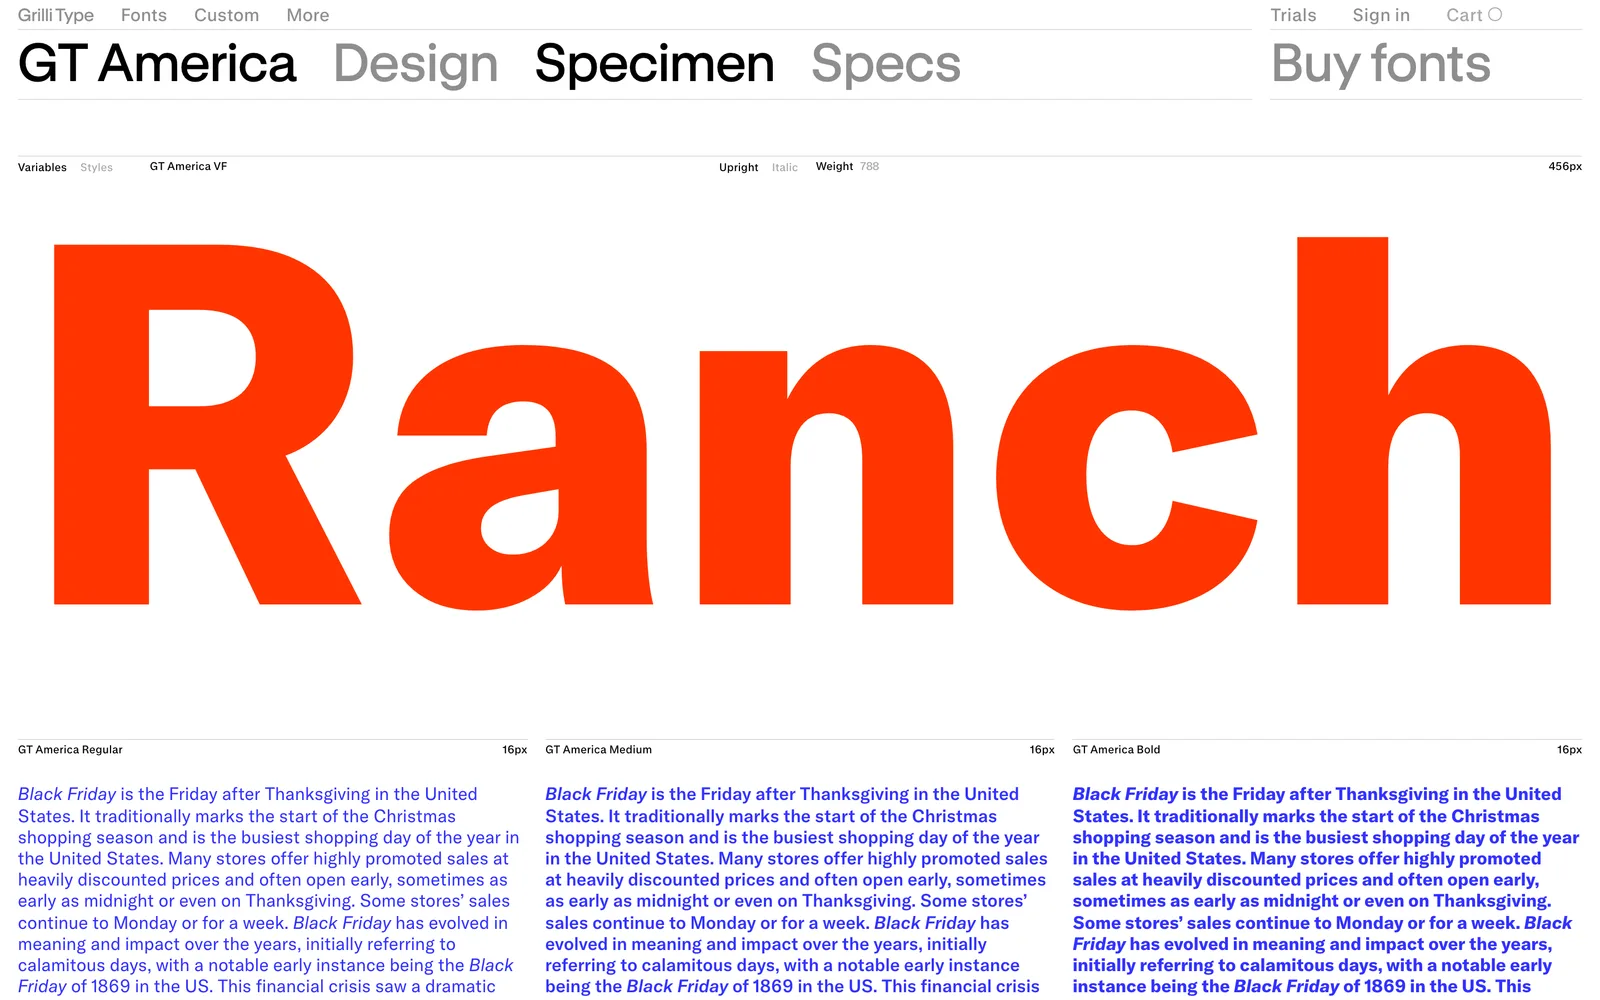 Grilli Type Fonts Custom More Trials Sign in Cart
GT America Design Specimen Specs Buy fonts
Variables Styles GT America VF Upright Italic Weight 788 456px
Ranch
GT America Regular 16px
Black Friday is the Friday after Thanksgiving in the United
States. It traditionally marks the start of the Christmas
shopping season and is the busiest shopping day of the year in
the United States. Many stores offer highly promoted sales at
heavily discounted prices and often open early, sometimes as
early as midnight or even on Thanksgiving. Some stores’ sales
continue to Monday or for a week. Black Friday has evolved in
meaning and impact over the years, initially referring to
calamitous days, with a notable early instance being the Black
Friday of 1869 in the US. This financial crisis saw a dramatic
GT America Medium 16px
Black Friday is the Friday after Thanksgiving in the United
States. It traditionally marks the start of the Christmas
shopping season and is the busiest shopping day of the year
in the United States. Many stores offer highly promoted sales
at heavily discounted prices and often open early, sometimes
as early as midnight or even on Thanksgiving. Some stores’
sales continue to Monday or for a week. Black Friday has
evolved in meaning and impact over the years, initially
referring to calamitous days, with a notable early instance
being the Black Friday of 1869 in the US. This financial crisis
GT America Bold 16px
Black Friday is the Friday after Thanksgiving in the United
States. It traditionally marks the start of the Christmas
shopping season and is the busiest shopping day of the year
in the United States. Many stores offer highly promoted
sales at heavily discounted prices and often open early,
sometimes as early as midnight or even on Thanksgiving.
Some stores’ sales continue to Monday or for a week. Black
Friday has evolved in meaning and impact over the years,
initially referring to calamitous days, with a notable early
instance being the Black Friday of 1869 in the US. This